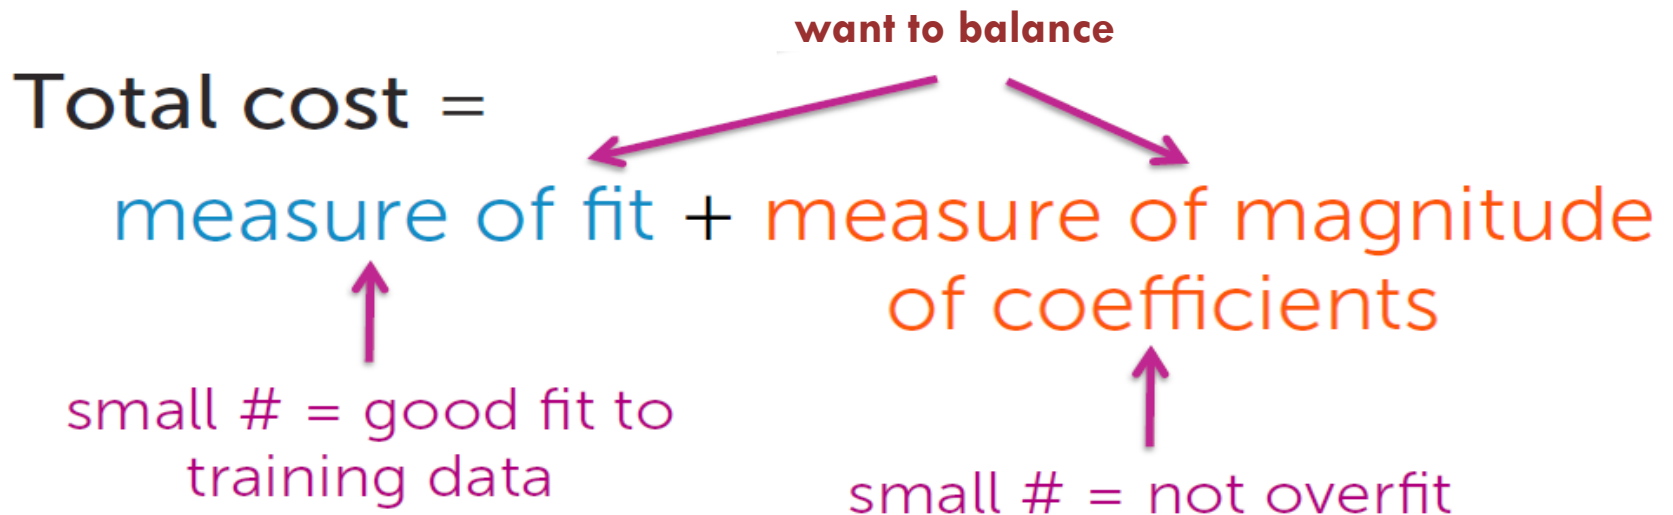 want to balance
Total cost =
measure of fit + measure of magnitude
of coefficients
small # = good fit to
training data
small # = not overfit